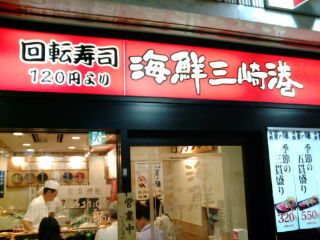 回転寿司
120円より
海鮮三崎港
営業中
季節の
三貫盛り
320
季節の
五貫盛り
550